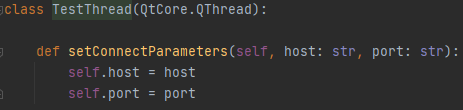 class TestThread(QtCore.QThread):
def setConnectParameters(self, host: str, port: str):
self.host = host
self.port = port